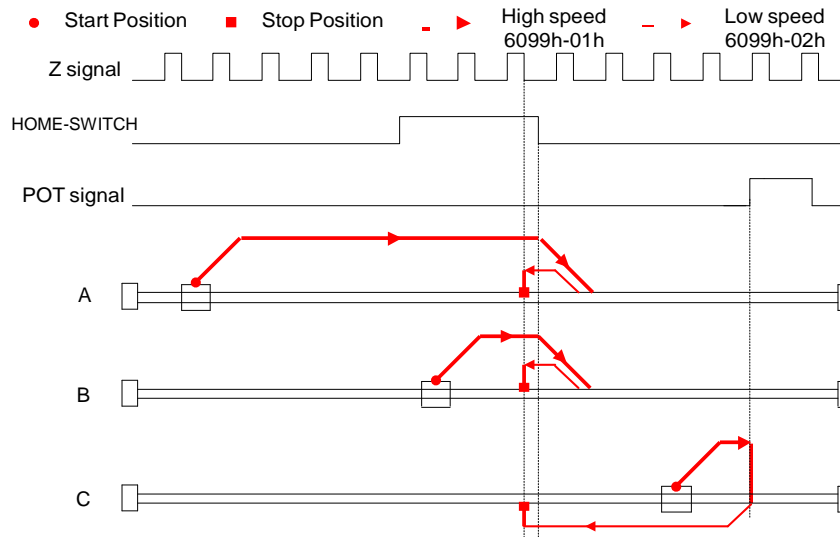 Start Position Stop Position High speed Low speed
6099h-01h 6099h-02h
Z signal
HOME-SWITCH
POT signal
A
B
C